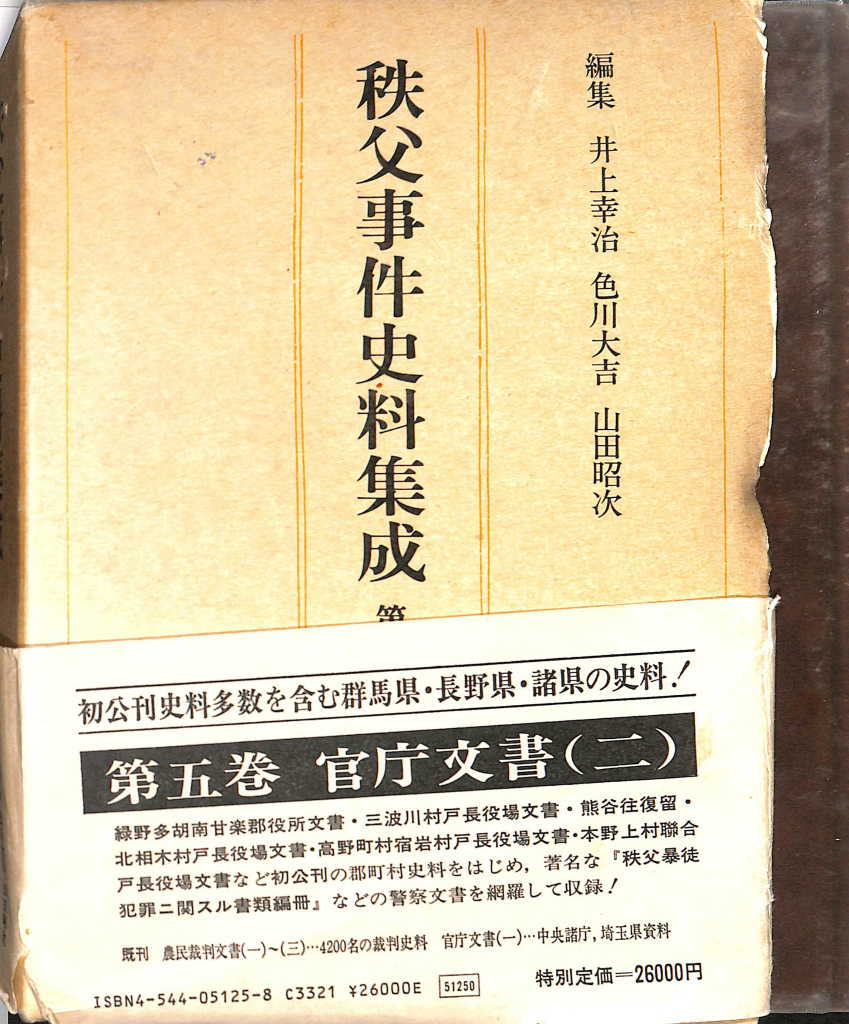 編集 井上幸治 色川大吉 山田昭次
秩父事件史料集成 第
初公刊史料多数を含む群馬県・長野県・諸県の史料!
第五巻 官庁文書(二)
緑野多胡南甘楽郡役所文書・三波川村戸長役場文書・熊谷往復留・
北相木村戸長役場文書・高野町村宿岩村戸長役場文書・本野上村聯合
戸長役場文書など初公刊の郡町村史料をはじめ,著名な『秩父暴徒
犯罪ニ関スル書類編冊』などの警察文書を網羅して収録!
既刊 農民裁判文書(一)~(三)…4200名の裁判史料 官庁文書(一)…中央諸庁,埼玉県資料
ISBN4-544-05125-8 C3321 ¥26000E 51250 特別定価=26000円